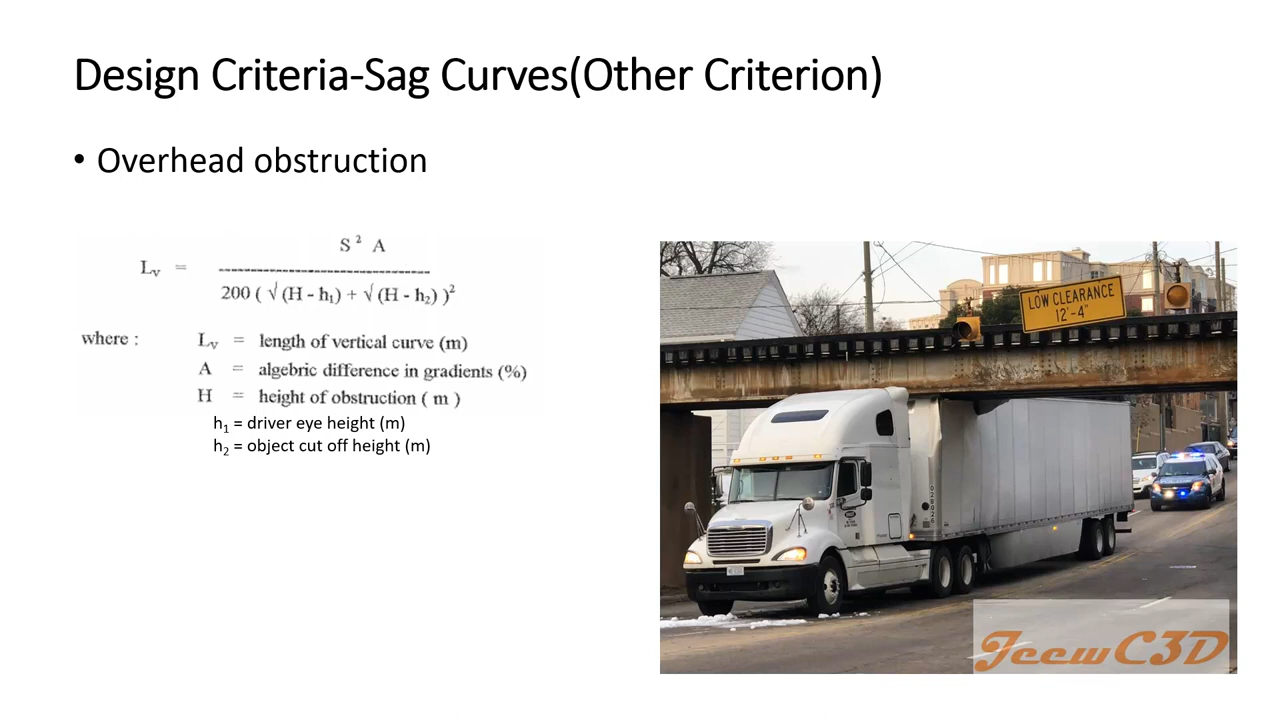 Design Criteria-Sag Curves(Other Criterion)
• Overhead obstruction
S² A
Lᵥ = --------------------------------
200 ( √ (H - h₁) + √ (H - h₂) )²
where : Lᵥ = length of vertical curve (m)
A = algebric difference in gradients (%)
H = height of obstruction ( m )
h₁ = driver eye height (m)
h₂ = object cut off height (m)
LOW CLEARANCE
12'-4"
028026
JeewC3D